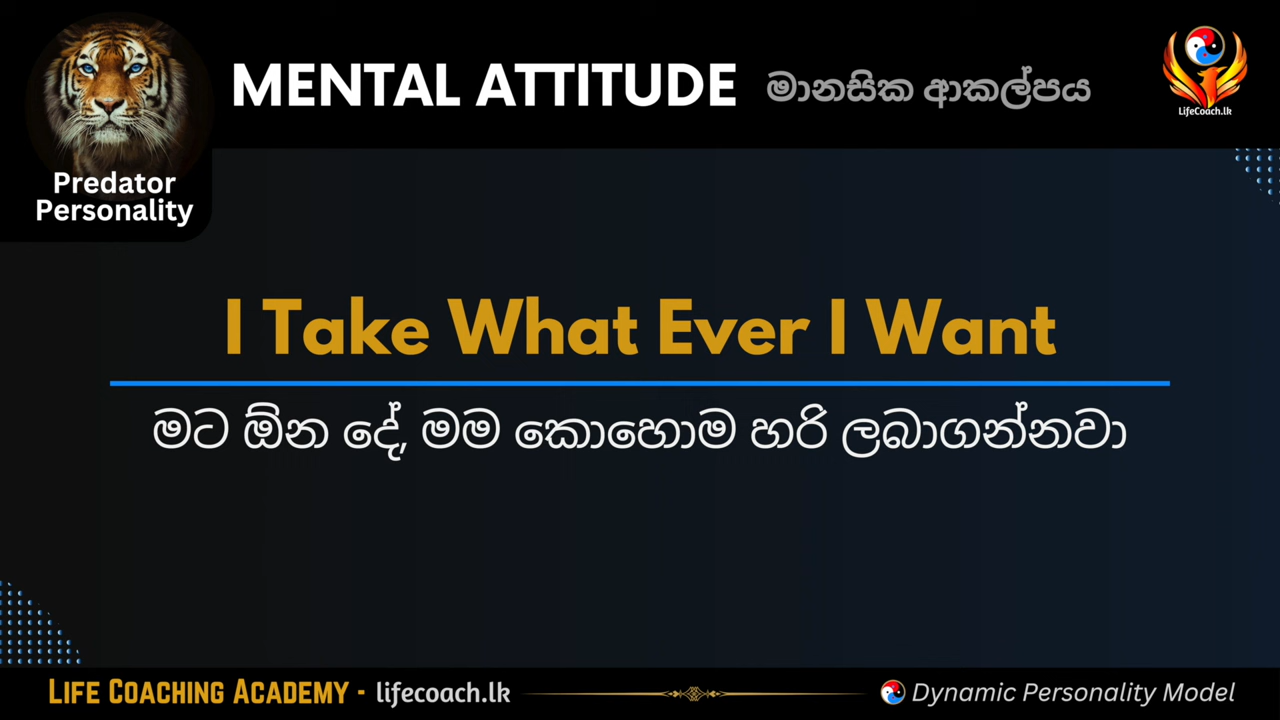 MENTAL ATTITUDE මානසික ආකල්පය
LifeCoach.lk
Predator
Personality
I Take What Ever I Want
මට ඕන දේ, මම කොහොම හරි ලබාගන්නවා
LIFE COACHING ACADEMY - lifecoach.lk
Dynamic Personality Model